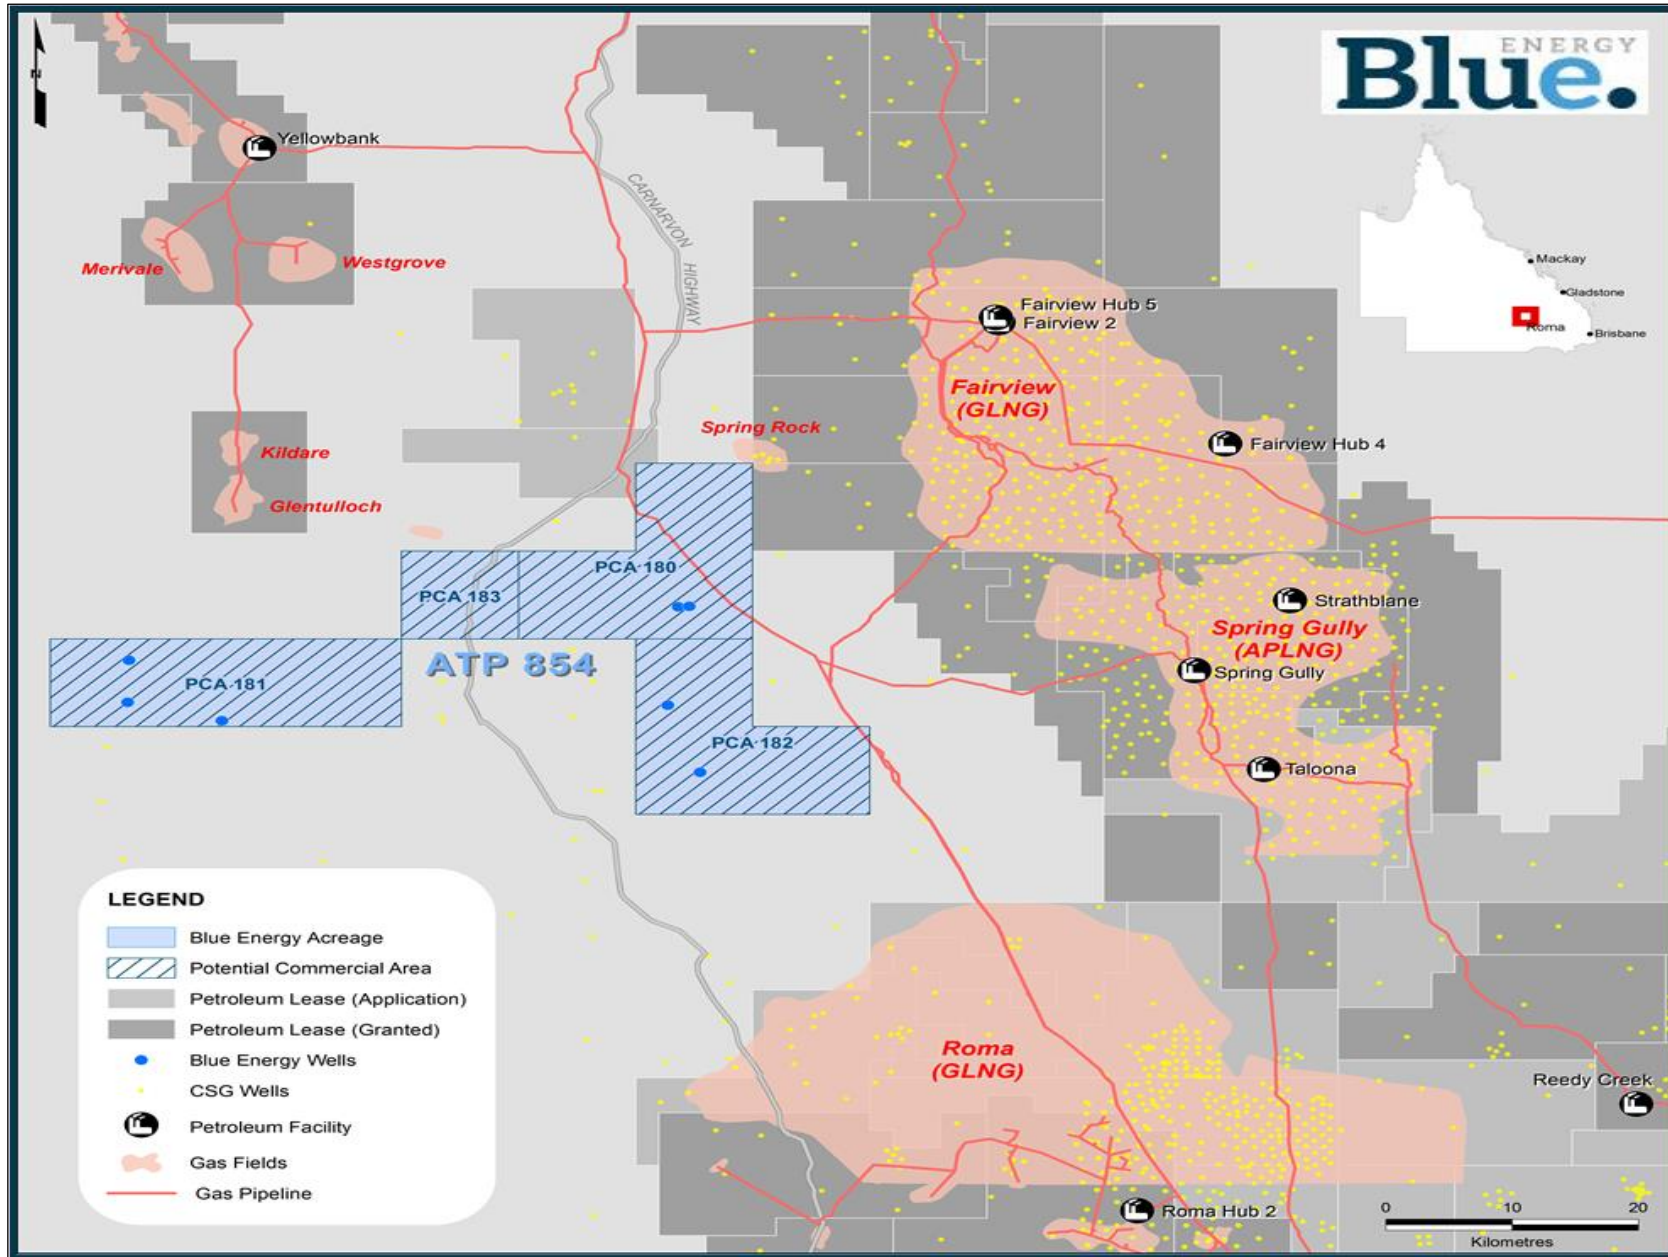 N
ENERGY
Blue.
Yellowbank
CARNARVON
HIGHWAY
Merivale
Westgrove
Mackay
Gladstone
Roma
Brisbane
Fairview Hub 5
Fairview 2
Fairview
(GLNG)
Spring Rock
Fairview Hub 4
Kildare
Glentulloch
PCA 180
PCA 183
Strathblane
Spring Gully
(APLNG)
ATP 854
Spring Gully
PCA 181
PCA 182
Taloona
LEGEND
Blue Energy Acreage
Potential Commercial Area
Petroleum Lease (Application)
Petroleum Lease (Granted)
Blue Energy Wells
CSG Wells
Petroleum Facility
Gas Fields
Gas Pipeline
Roma
(GLNG)
Reedy Creek
Roma Hub 2
0 10 20
Kilometres